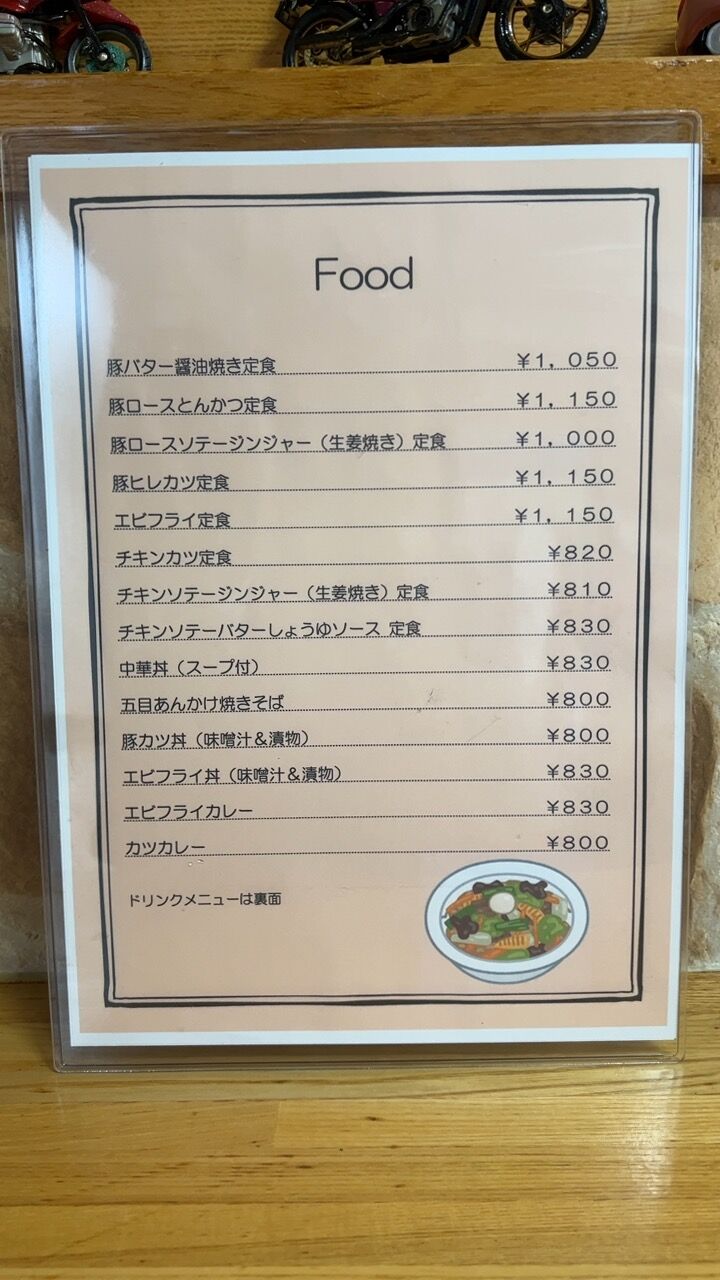 Food
豚バター醤油焼き定食 ￥1，050
豚ロースとんかつ定食 ￥1，150
豚ロースソテージンジャー（生姜焼き）定食 ￥1，000
豚ヒレカツ定食 ￥1，150
エビフライ定食 ￥1，150
チキンカツ定食 ￥820
チキンソテージンジャー（生姜焼き）定食 ￥810
チキンソテーバターしょうゆソース 定食 ￥830
中華丼（スープ付） ￥830
五目あんかけ焼きそば ￥800
豚カツ丼（味噌汁＆漬物） ￥800
エビフライ丼（味噌汁＆漬物） ￥830
エビフライカレー ￥830
カツカレー ￥800
ドリンクメニューは裏面